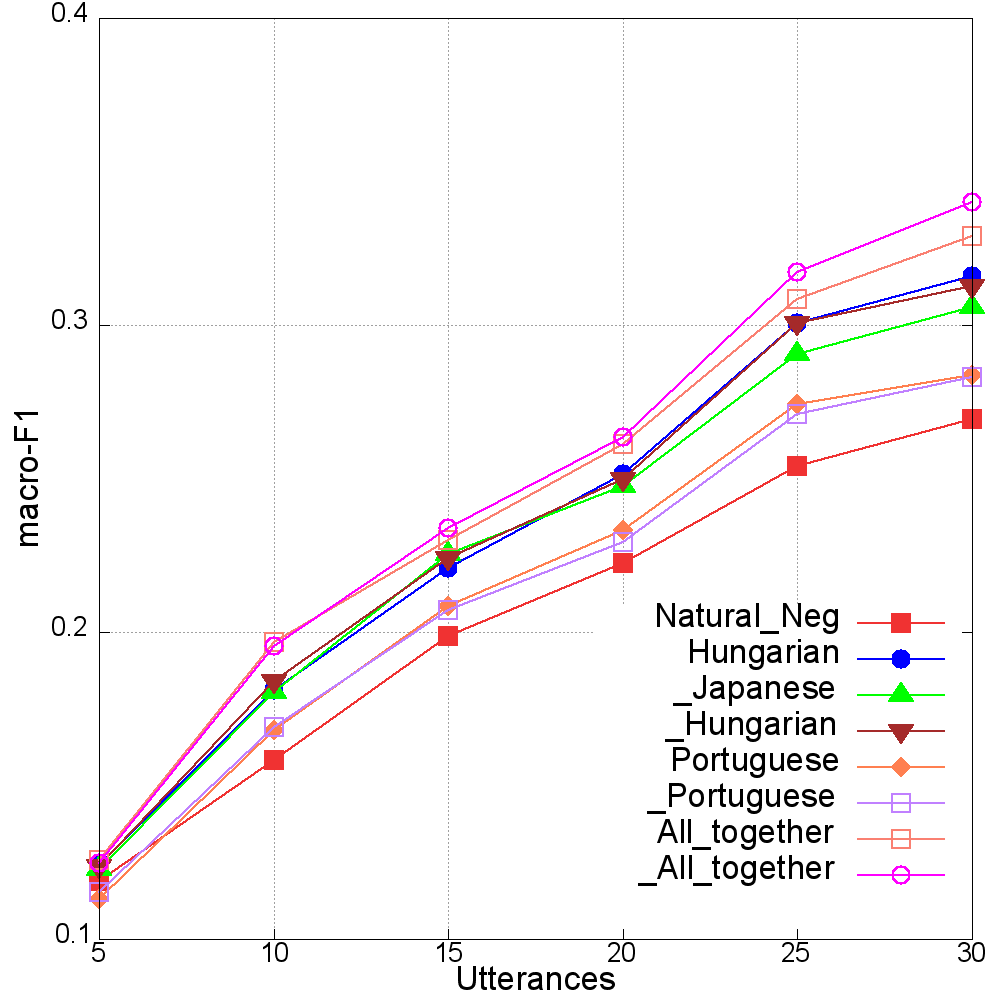 0.4
0.3
0.2
0.1
macro-F1
Natural_Neg
Hungarian
_Japanese
_Hungarian
Portuguese
_Portuguese
All_together
_All_together
5 10 15 20 25 30
Utterances